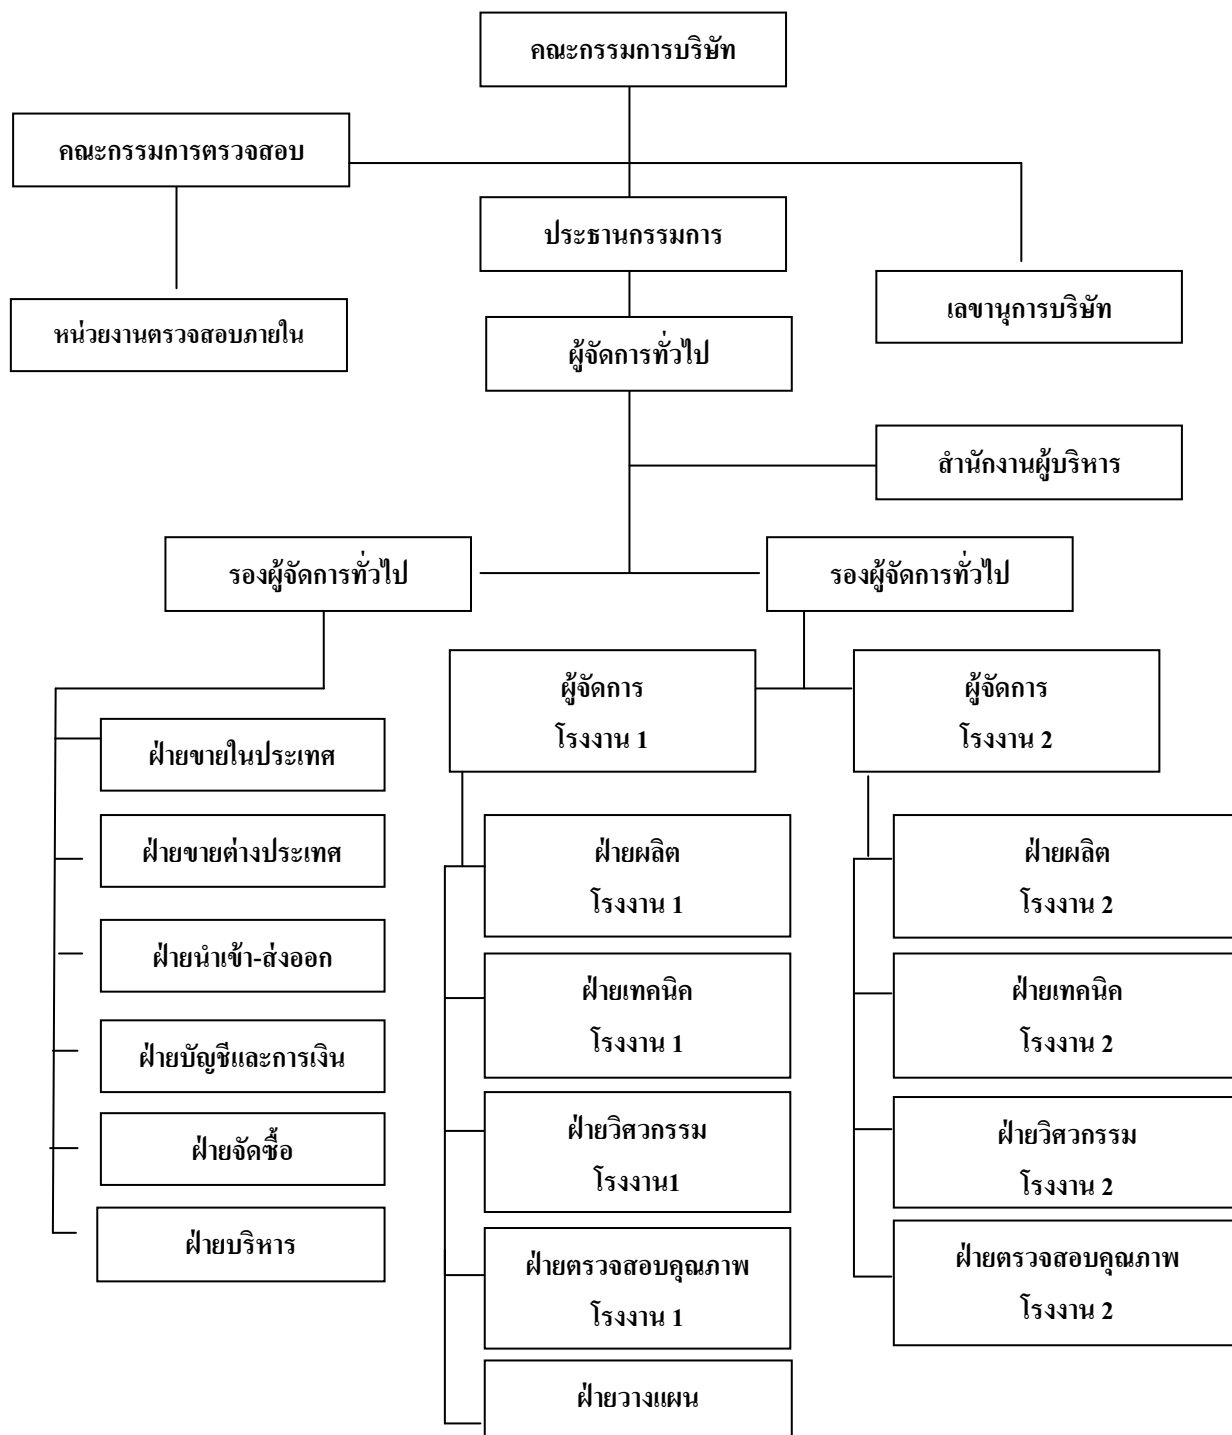 คณะกรรมการบริษัท
คณะกรรมการตรวจสอบ
ประธานกรรมการ
เลขานุการบริษัท
หน่วยงานตรวจสอบภายใน
ผู้จัดการทั่วไป
สำนักงานผู้บริหาร
รองผู้จัดการทั่วไป
รองผู้จัดการทั่วไป
ฝ่ายขายในประเทศ
ฝ่ายขายต่างประเทศ
ฝ่ายนำเข้า-ส่งออก
ฝ่ายบัญชีและการเงิน
ฝ่ายจัดซื้อ
ฝ่ายบริหาร
ผู้จัดการ
โรงงาน 1
ฝ่ายผลิต
โรงงาน 1
ฝ่ายเทคนิค
โรงงาน 1
ฝ่ายวิศวกรรม
โรงงาน1
ฝ่ายตรวจสอบคุณภาพ
โรงงาน 1
ฝ่ายวางแผน
ผู้จัดการ
โรงงาน 2
ฝ่ายผลิต
โรงงาน 2
ฝ่ายเทคนิค
โรงงาน 2
ฝ่ายวิศวกรรม
โรงงาน 2
ฝ่ายตรวจสอบคุณภาพ
โรงงาน 2